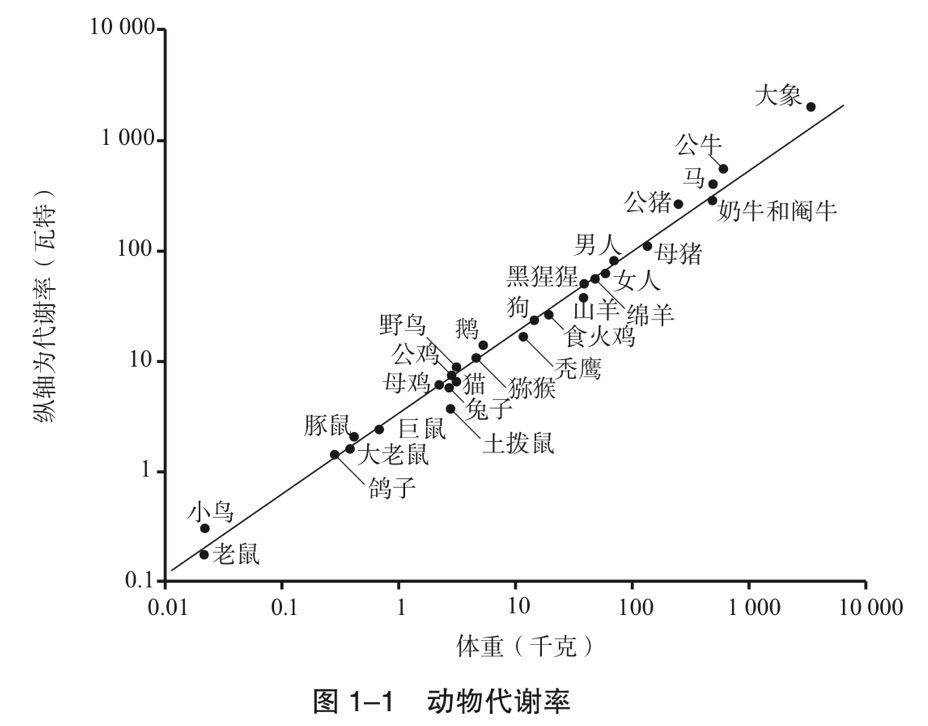 10 000
1 000
100
10
1
0.1
纵轴为代谢率（瓦特）
大象
公牛
马
公猪
奶牛和阉牛
男人
母猪
黑猩猩
女人
狗
山羊
绵羊
野鸟
鹅
食火鸡
公鸡
秃鹰
母鸡
猫
猕猴
兔子
豚鼠
巨鼠
土拨鼠
大老鼠
鸽子
小鸟
老鼠
0.01
0.1
1
10
100
1 000
10 000
体重（千克）
图 1–1 动物代谢率